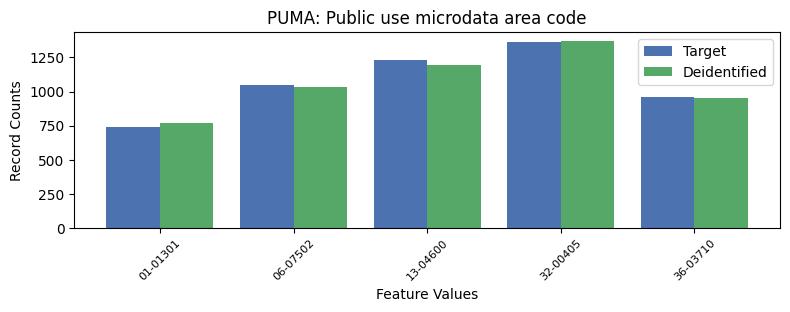 PUMA: Public use microdata area code
Target
Deidentified
Record Counts
1250
1000
750
500
250
0
01-01301
06-07502
13-04600
32-00405
36-03710
Feature Values